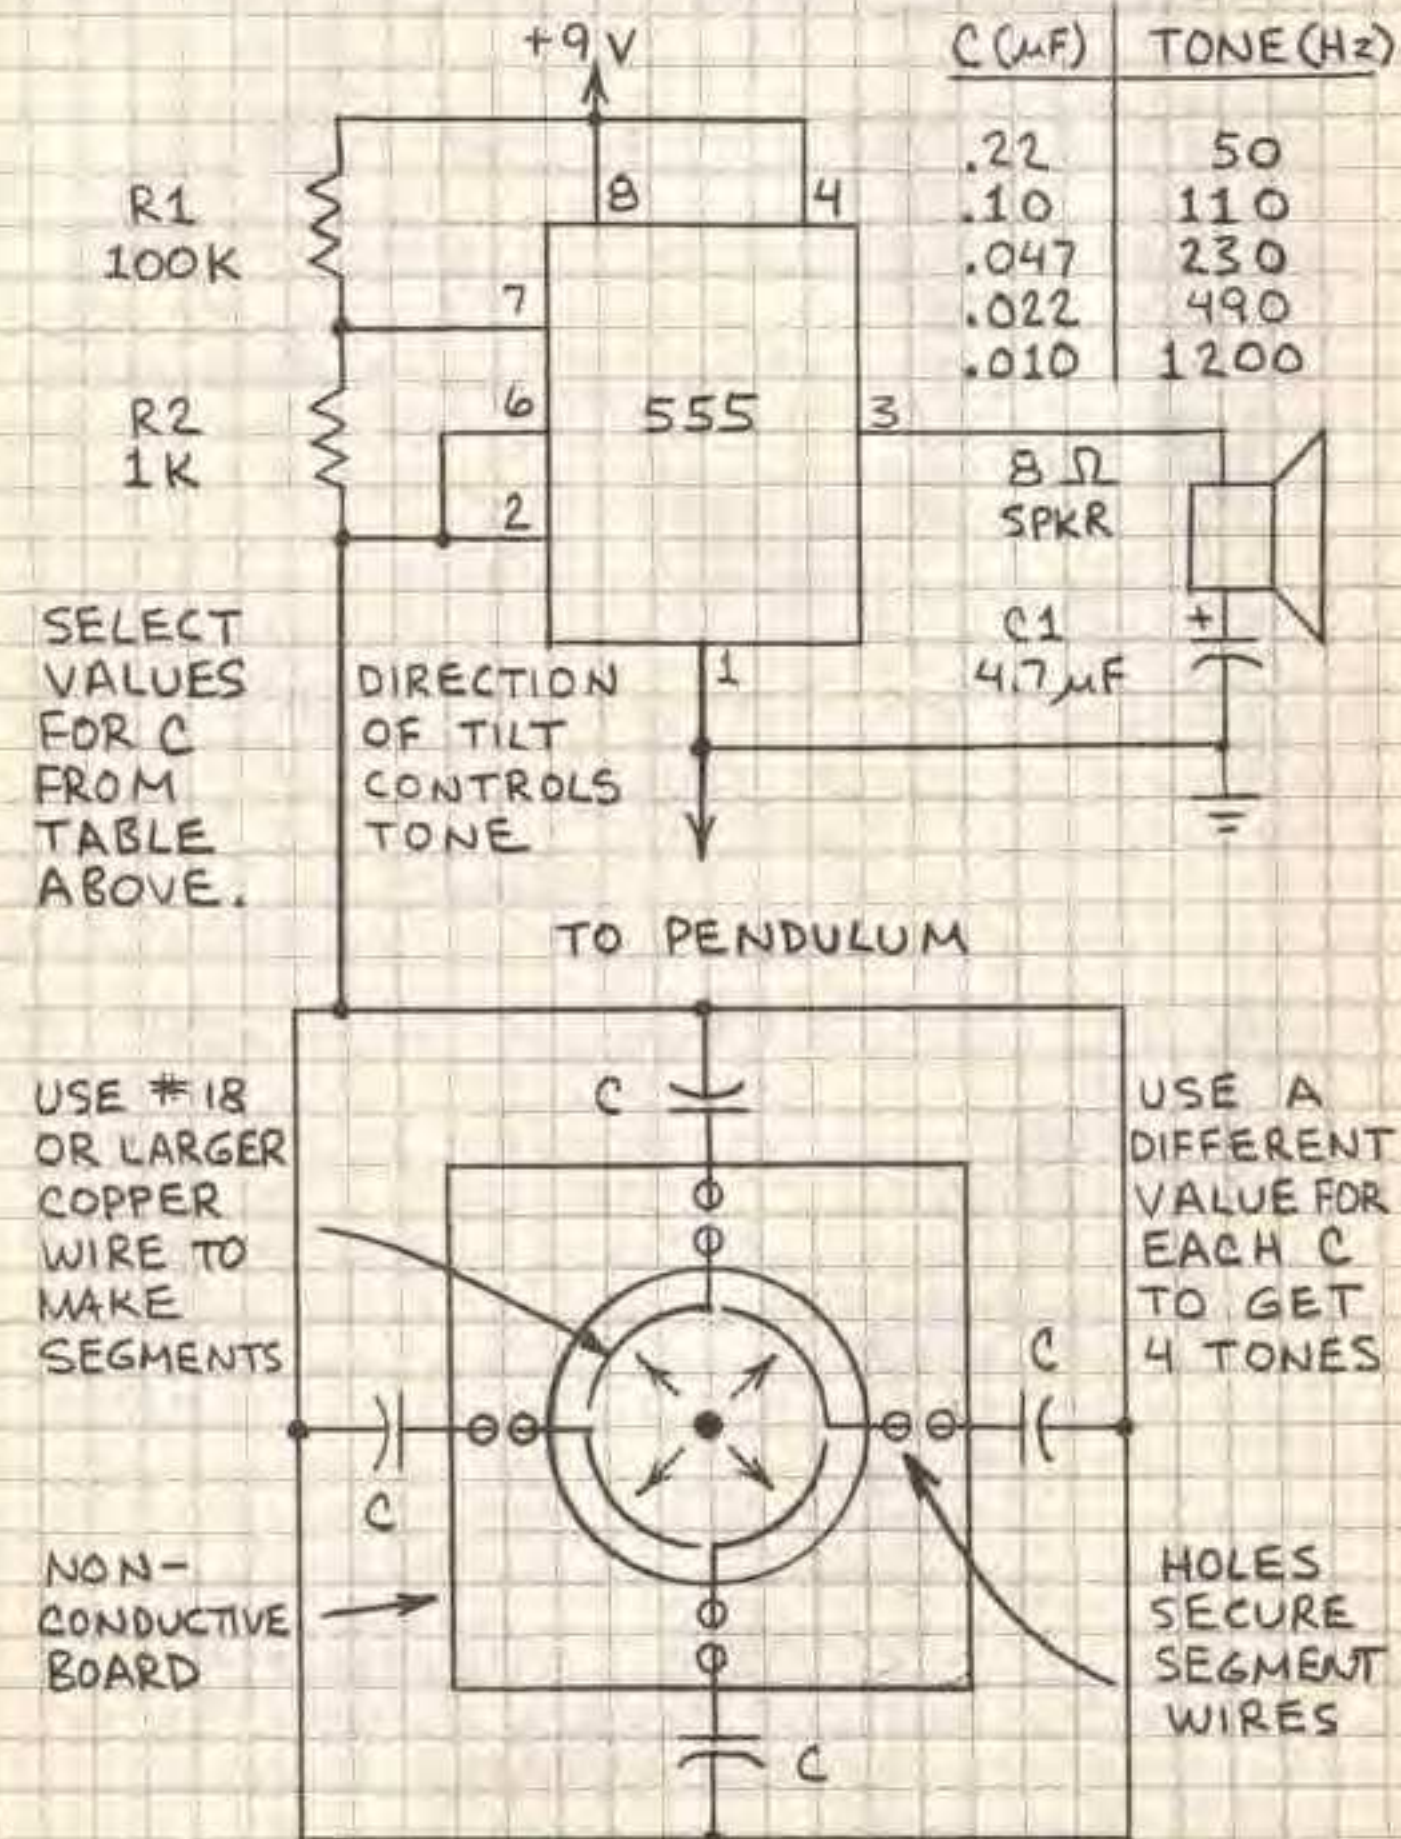 +9V
C(μF) TONE(Hz)
.22 50
.10 110
.047 230
.022 490
.010 1200
R1
100K
8
4
7
R2
1K
6
555
3
2
8 Ω
SPKR
C1
4.7μF
+
1
SELECT
VALUES
FOR C
FROM
TABLE
ABOVE.
DIRECTION
OF TILT
CONTROLS
TONE
TO PENDULUM
USE #18
OR LARGER
COPPER
WIRE TO
MAKE
SEGMENTS
C
USE A
DIFFERENT
VALUE FOR
EACH C
TO GET
4 TONES
C
C
NON-
CONDUCTIVE
BOARD
HOLES
SECURE
SEGMENT
WIRES
C